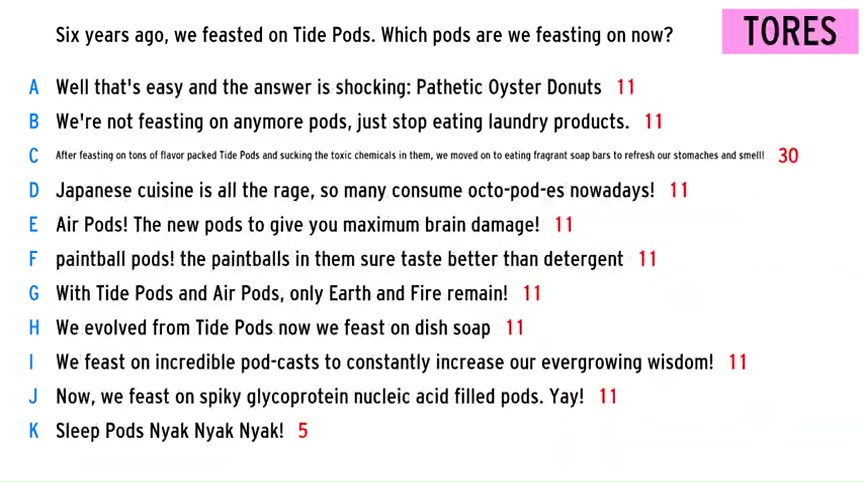 Six years ago, we feasted on Tide Pods. Which pods are we feasting on now?
TORES
A Well that's easy and the answer is shocking: Pathetic Oyster Donuts 11
B We're not feasting on anymore pods, just stop eating laundry products. 11
C After feasting on tons of flavor packed Tide Pods and sucking the toxic chemicals in them, we moved on to eating fragrant soap bars to refresh our stomaches and smell! 30
D Japanese cuisine is all the rage, so many consume octo-pod-es nowadays! 11
E Air Pods! The new pods to give you maximum brain damage! 11
F paintball pods! the paintballs in them sure taste better than detergent 11
G With Tide Pods and Air Pods, only Earth and Fire remain! 11
H We evolved from Tide Pods now we feast on dish soap 11
I We feast on incredible pod-casts to constantly increase our evergrowing wisdom! 11
J Now, we feast on spiky glycoprotein nucleic acid filled pods. Yay! 11
K Sleep Pods Nyak Nyak Nyak! 5